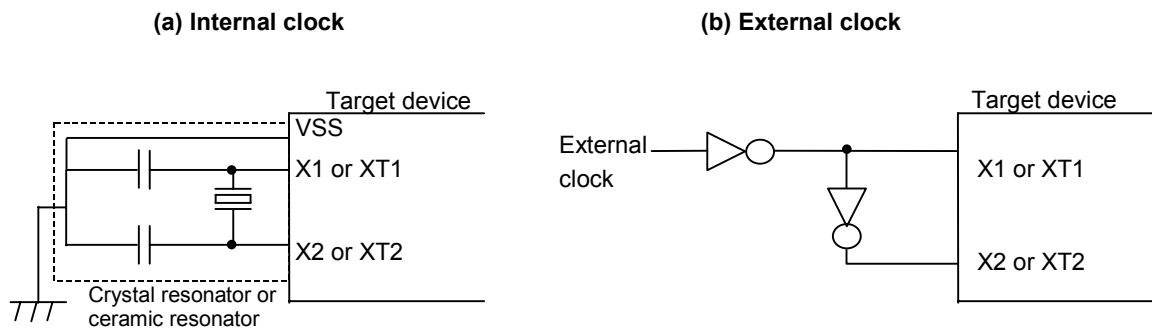 (a) Internal clock
Target device
VSS
X1 or XT1
X2 or XT2
Crystal resonator or
ceramic resonator
(b) External clock
Target device
External
clock
X1 or XT1
X2 or XT2